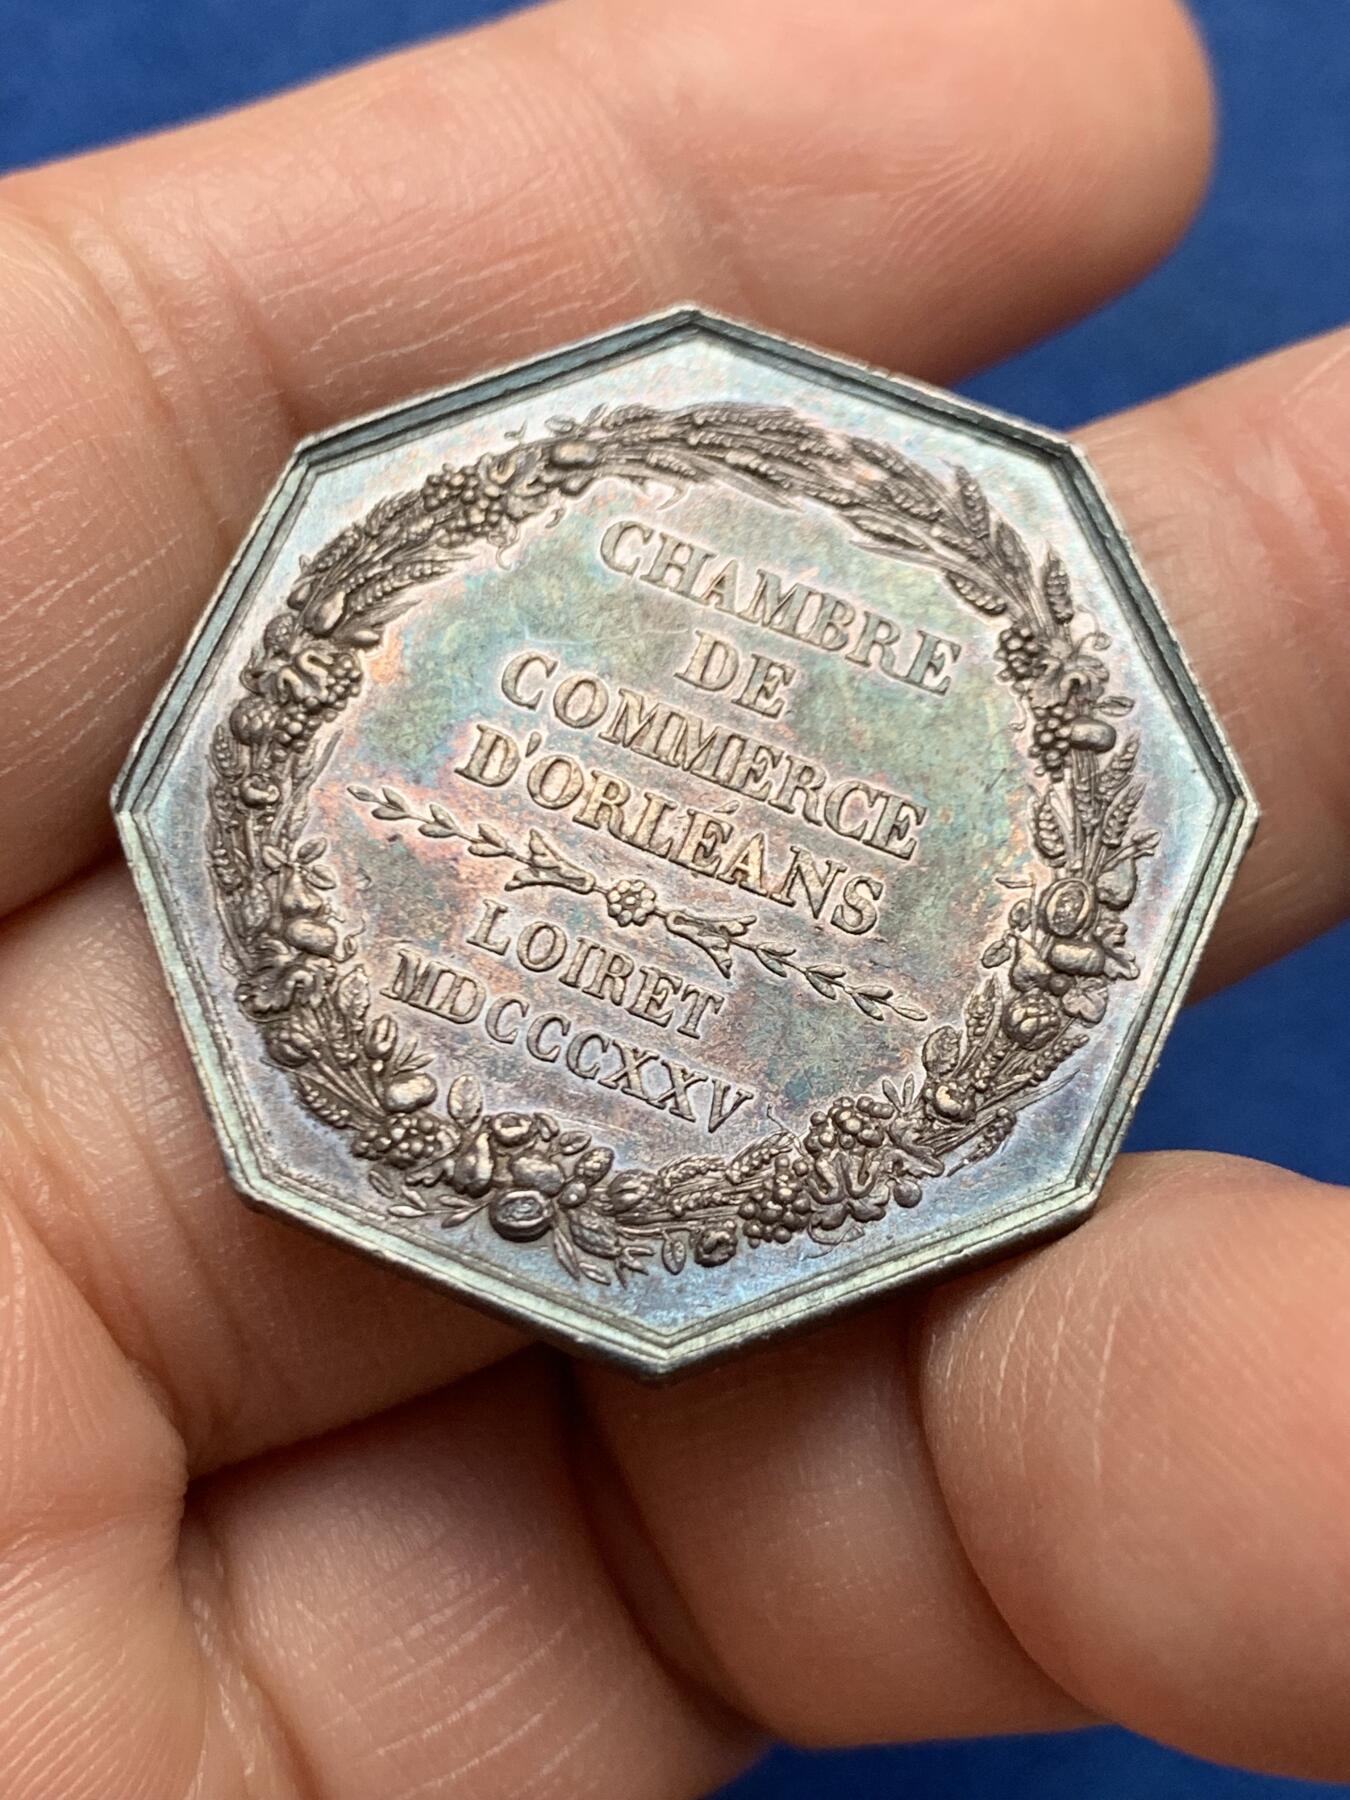 CHAMBRE
DE
COMMERCE
D'ORLÉANS
LOIRET
MDCCCXXV